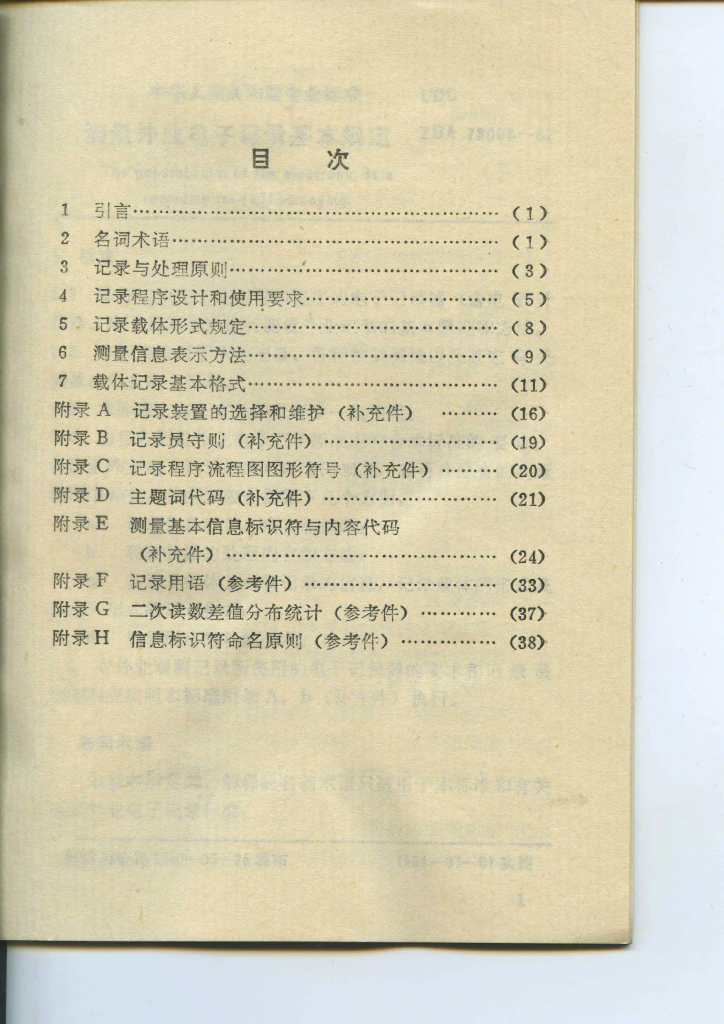 目 次
1 引言………………………………………………(1)
2 名词术语…………………………………………(1)
3 记录与处理原则…………………………………(3)
4 记录程序设计和使用要求………………………(5)
5 记录载体形式规定………………………………(8)
6 测量信息表示方法………………………………(9)
7 载体记录基本格式………………………………(11)
附录A 记录装置的选择和维护（补充件） ………(16)
附录B 记录员守则（补充件）……………………(19)
附录C 记录程序流程图图形符号（补充件）………(20)
附录D 主题词代码（补充件）……………………(21)
附录E 测量基本信息标识符与内容代码
（补充件）…………………………………(24)
附录F 记录用语（参考件）………………………(33)
附录G 二次读数差值分布统计（参考件）…………(37)
附录H 信息标识符命名原则（参考件）……………(38)